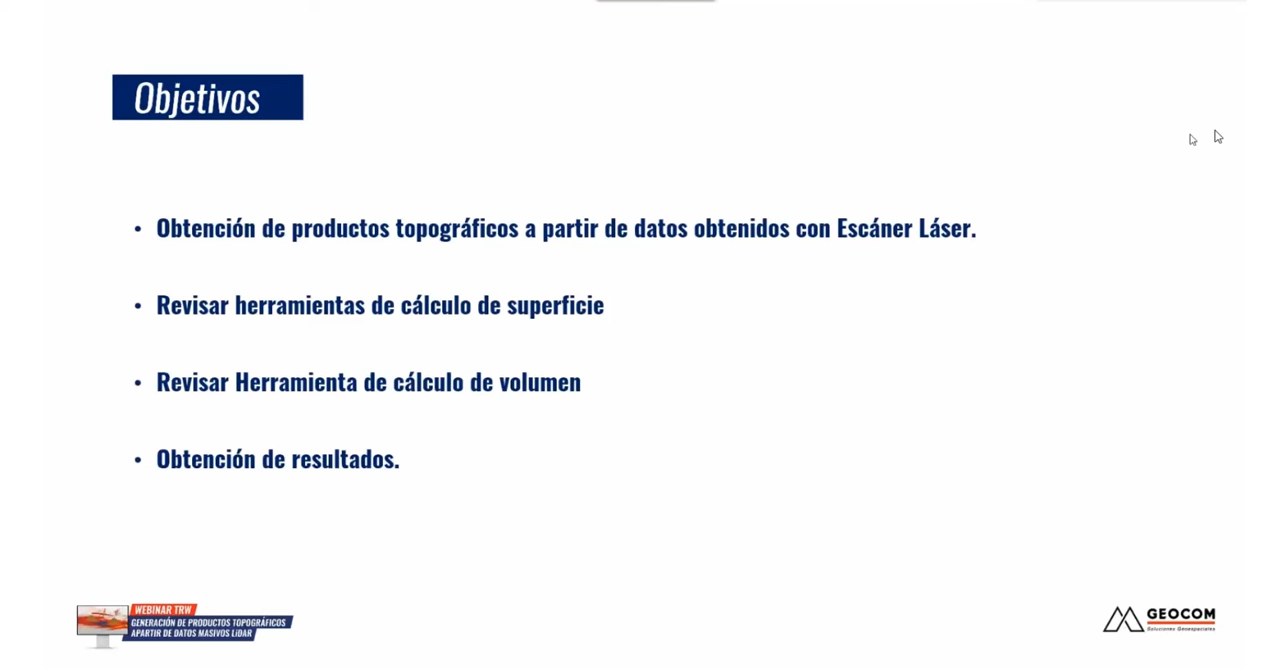 Objetivos
• Obtención de productos topográficos a partir de datos obtenidos con Escáner Láser.
• Revisar herramientas de cálculo de superficie
• Revisar Herramienta de cálculo de volumen
• Obtención de resultados.
WEBINAR TRW
GENERACIÓN DE PRODUCTOS TOPOGRÁFICOS
APARTIR DE DATOS MASIVOS LiDAR
GEOCOM
Soluciones Geoespaciales